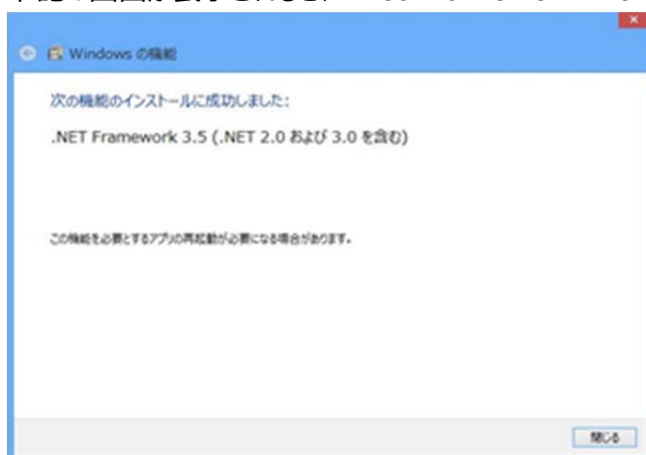 Windows の機能
次の機能のインストールに成功しました:
.NET Framework 3.5 (.NET 2.0 および 3.0 を含む)
この機能を必要とするアプリの再起動が必要になる場合があります。
閉じる